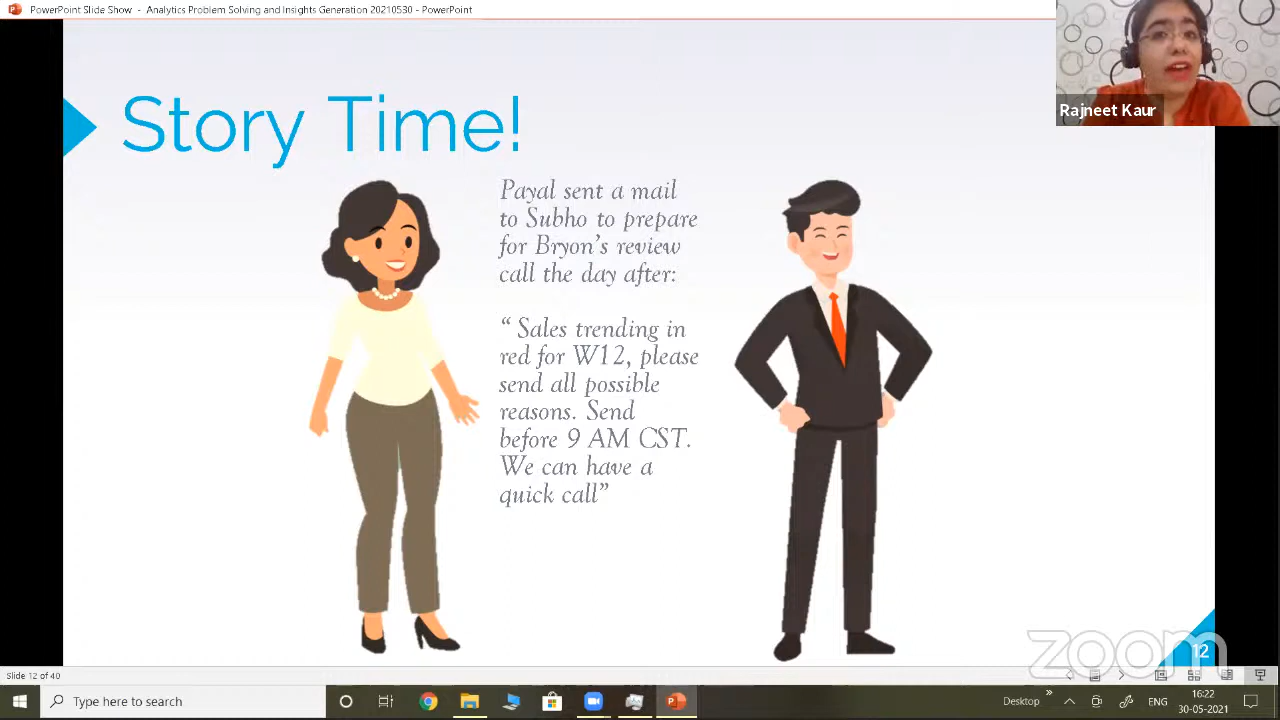 PowerPoint Slide Show - Analytics Problem Solving and Insights Generation 20210530 - PowerPoint
Rajneet Kaur
Story Time!
Payal sent a mail
to Subho to prepare
for Bryon's review
call the day after:
“ Sales trending in
red for W12, please
send all possible
reasons. Send
before 9 AM CST.
We can have a
quick call”
zoom
12
Slide 12 of 40
Type here to search
Desktop
ENG
16:22
30-05-2021